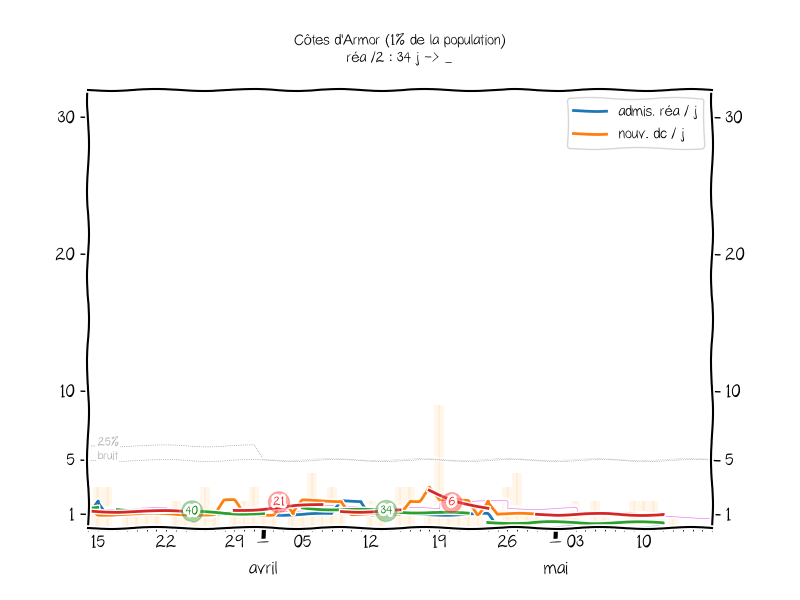 Côtes d'Armor (1% de la population)
réa /2 : 34 j -> _
admis. réa / j
nouv. dc / j
30 30
20 20
10 10
25%
bruit
5 5
1 1
40 21 34 6
15 22 29 05 12 19 26 03 10
avril mai